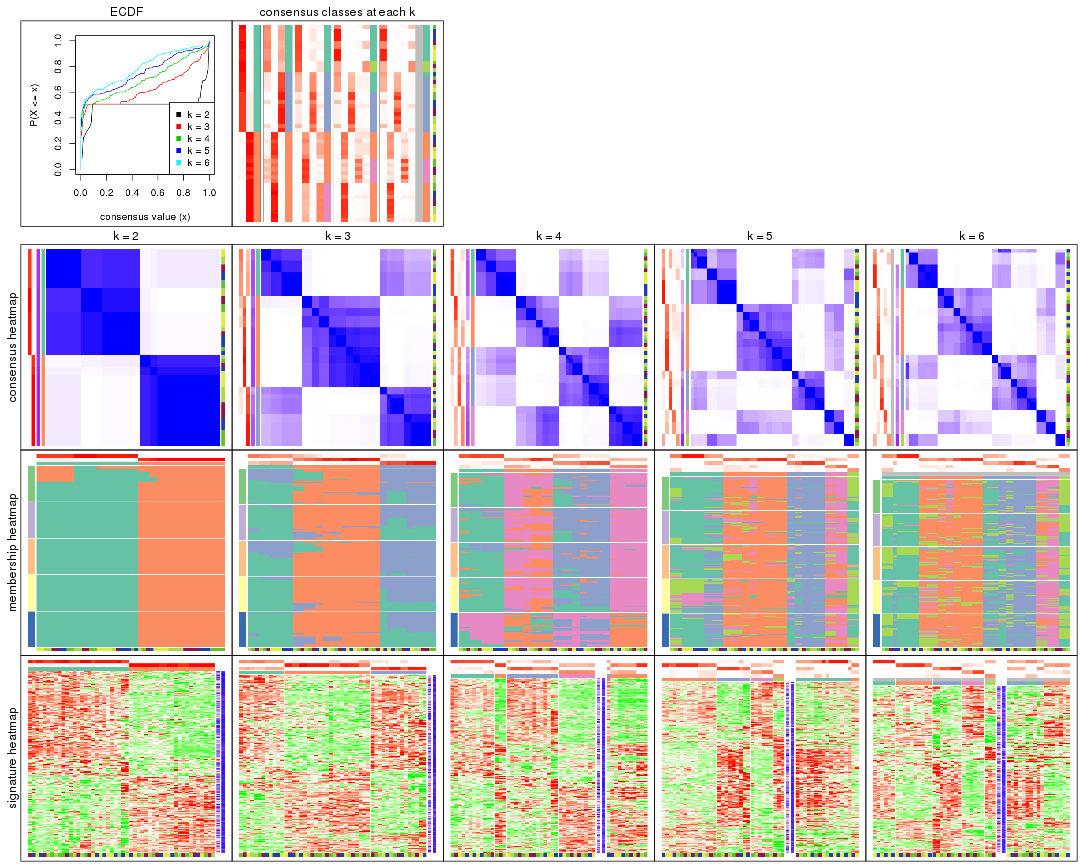 ECDF
consensus classes at each k
P(X <= x)
0.0
0.2
0.4
0.6
0.8
1.0
k = 2
k = 3
k = 4
k = 5
k = 6
0.0 0.2 0.4 0.6 0.8 1.0
consensus value (x)
k = 2
k = 3
k = 4
k = 5
k = 6
consensus heatmap
membership heatmap
signature heatmap